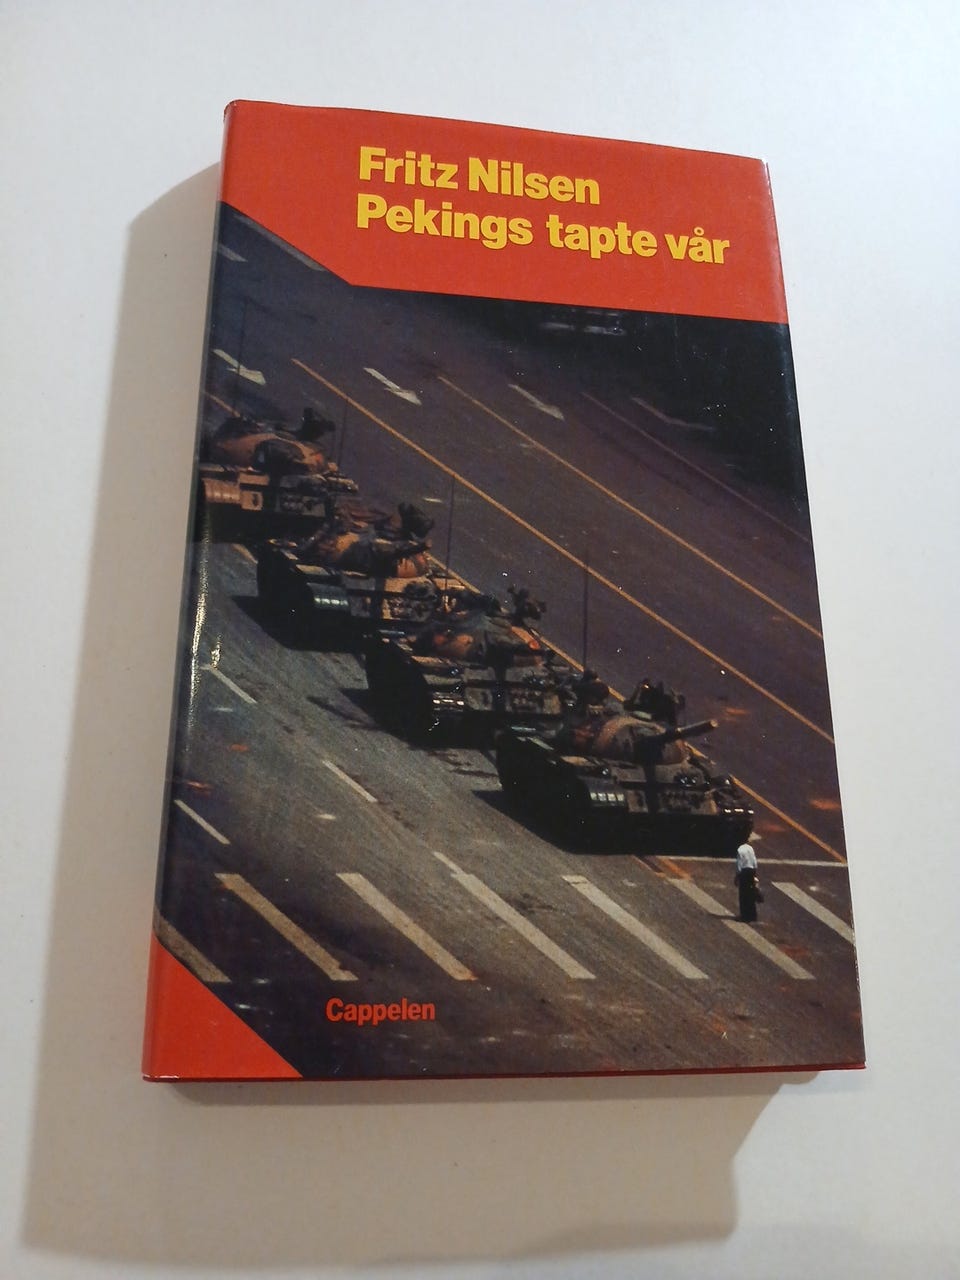 Fritz Nilsen
Pekings tapte vår
Cappelen